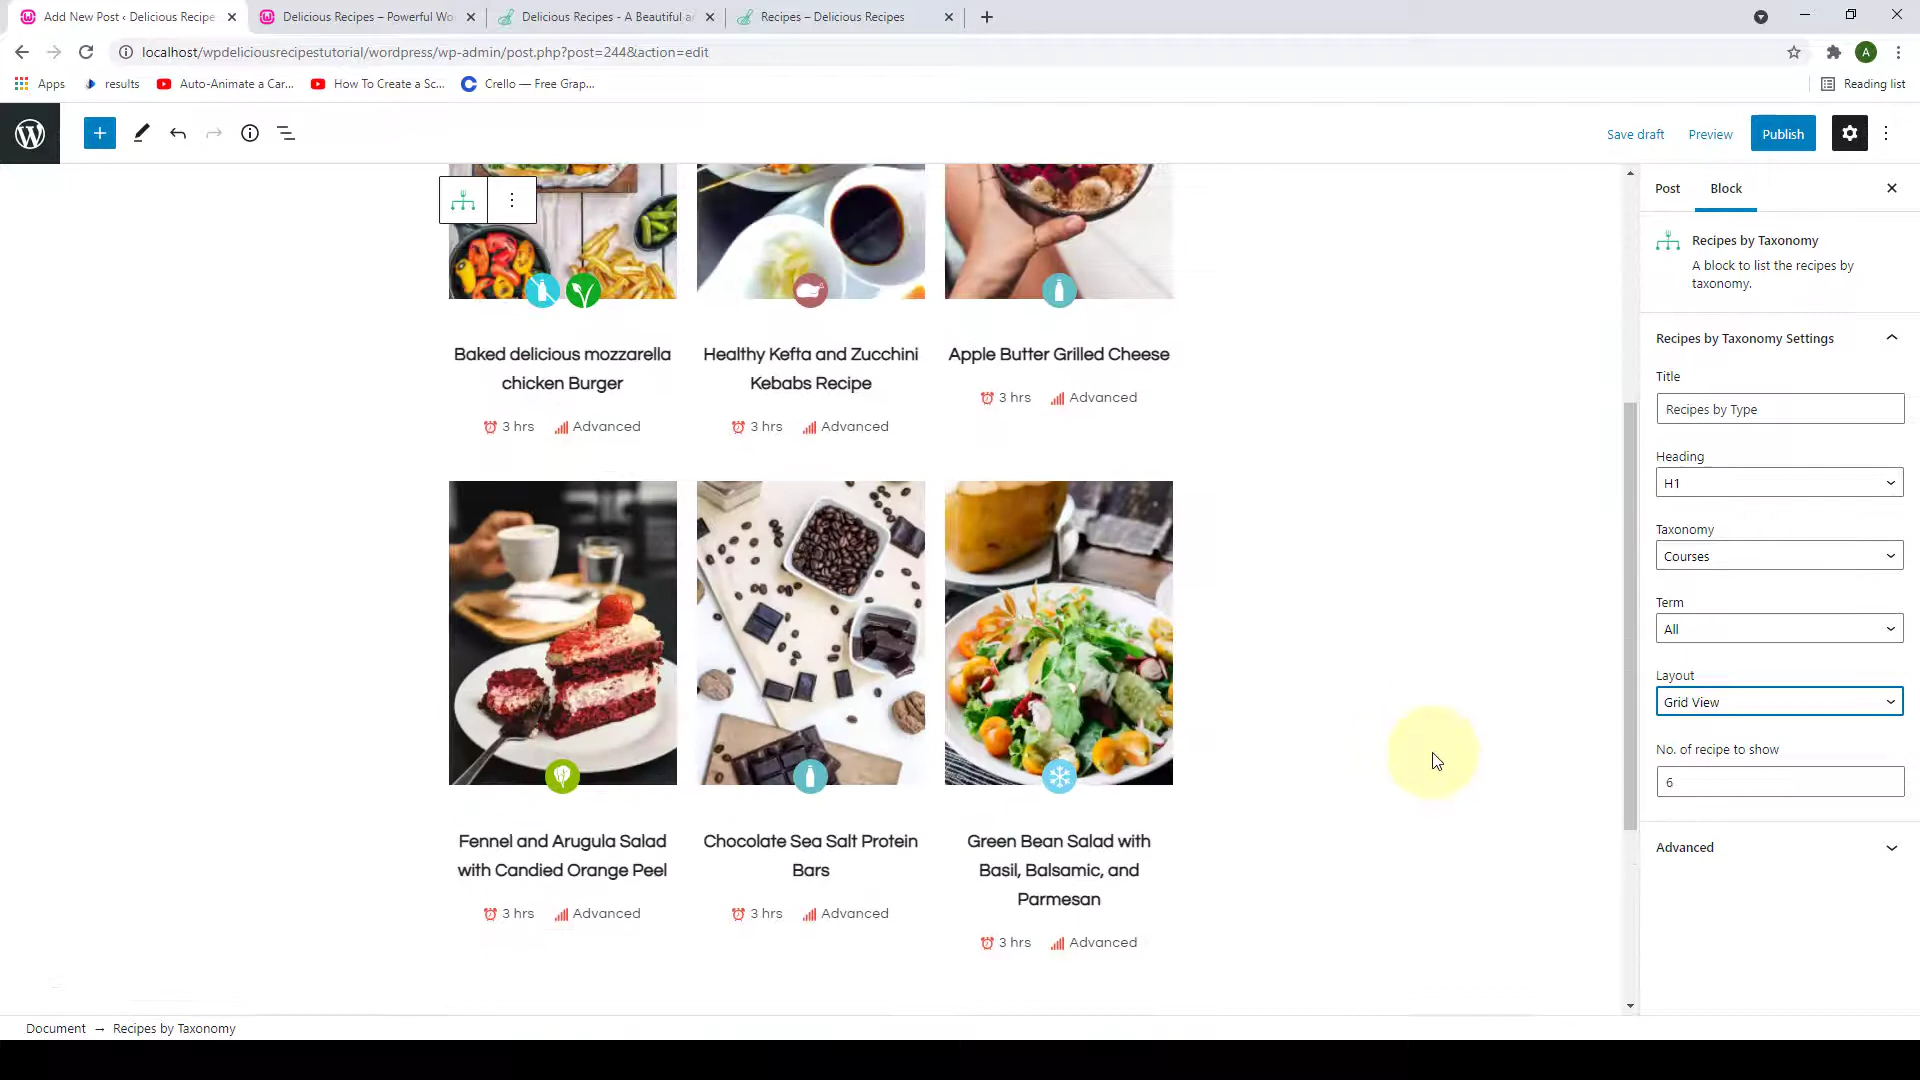 Add New Post ‹ Delicious Recipe
Delicious Recipes – Powerful Wo
Delicious Recipes - A Beautiful a
Recipes – Delicious Recipes
localhost/wpdeliciousrecipestutorial/wordpress/wp-admin/post.php?post=244&action=edit
A
Apps
results
Auto-Animate a Car...
How To Create a Sc...
Crello — Free Grap...
Reading list
Save draft
Preview
Publish
Post
Block
Recipes by Taxonomy
A block to list the recipes by
taxonomy.
Recipes by Taxonomy Settings
Title
Recipes by Type
Heading
H1
Taxonomy
Courses
Term
All
Layout
Grid View
No. of recipe to show
6
Advanced
Baked delicious mozzarella
chicken Burger
3 hrs Advanced
Healthy Kefta and Zucchini
Kebabs Recipe
3 hrs Advanced
Apple Butter Grilled Cheese
3 hrs Advanced
Fennel and Arugula Salad
with Candied Orange Peel
3 hrs Advanced
Chocolate Sea Salt Protein
Bars
3 hrs Advanced
Green Bean Salad with
Basil, Balsamic, and
Parmesan
3 hrs Advanced
Document → Recipes by Taxonomy